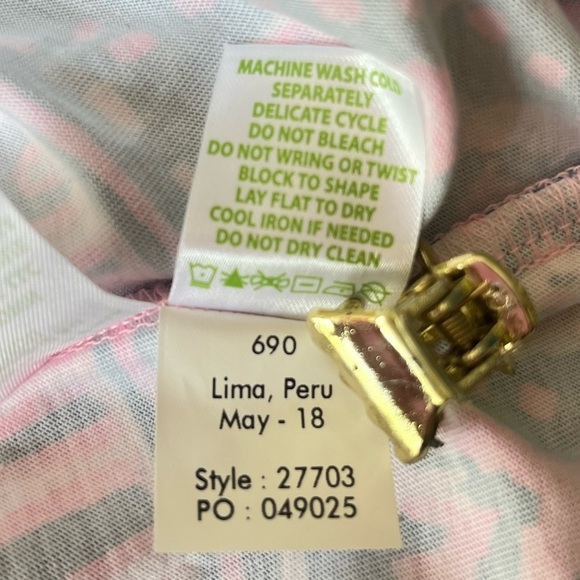 MACHINE WASH COLD
SEPARATELY
DELICATE CYCLE
DO NOT BLEACH
DO NOT WRING OR TWIST
BLOCK TO SHAPE
LAY FLAT TO DRY
COOL IRON IF NEEDED
DO NOT DRY CLEAN
690
Lima, Peru
May - 18
Style : 27703
PO : 049025